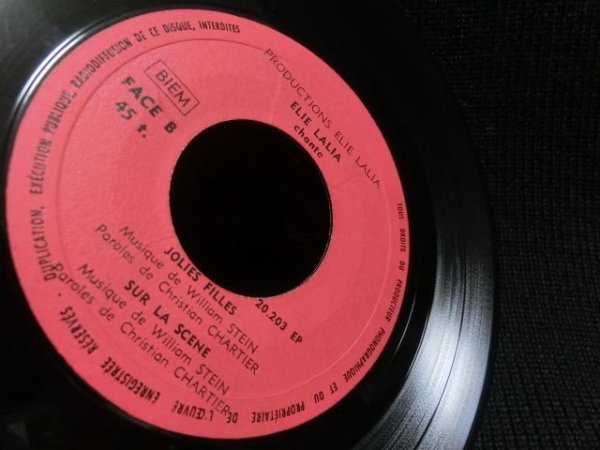 PRODUCTIONS ELIE LALIA
ELIE LALIA
chante
BIEM
FACE B
45 t.
20.203 EP
JOLIES FILLES
Musique de William STEIN
Paroles de Christian CHARTIER
SUR LA SCENE
Musique de William STEIN
Paroles de Christian CHARTIER
TOUS DROITS DU PRODUCTEUR PHONOGRAPHIQUE ET DU PROPRIÉTAIRE DE L'ŒUVRE ENREGISTRÉE RESERVÉS - DUPLICATION, EXÉCUTION PUBLIQUE, RADIODIFFUSION DE CE DISQUE, INTERDITES